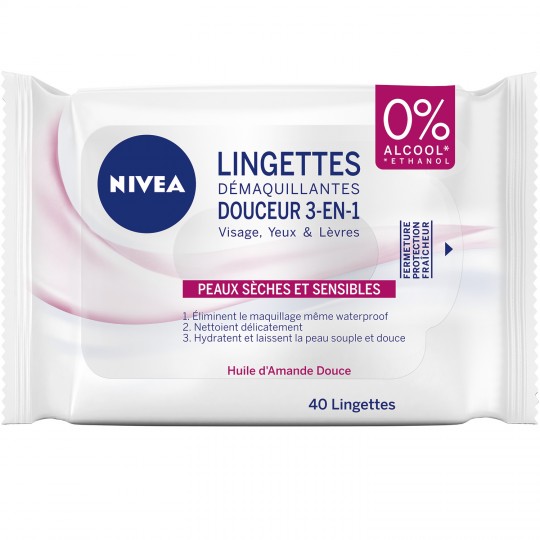 0%
ALCOOL*
*ETHANOL
NIVEA
LINGETTES
DÉMAQUILLANTES
DOUCEUR 3-EN-1
Visage, Yeux & Lèvres
FERMETURE
PROTECTION
FRAÎCHEUR
PEAUX SÈCHES ET SENSIBLES
1. Éliminent le maquillage même waterproof
2. Nettoient délicatement
3. Hydratent et laissent la peau souple et douce
Huile d'Amande Douce
40 Lingettes